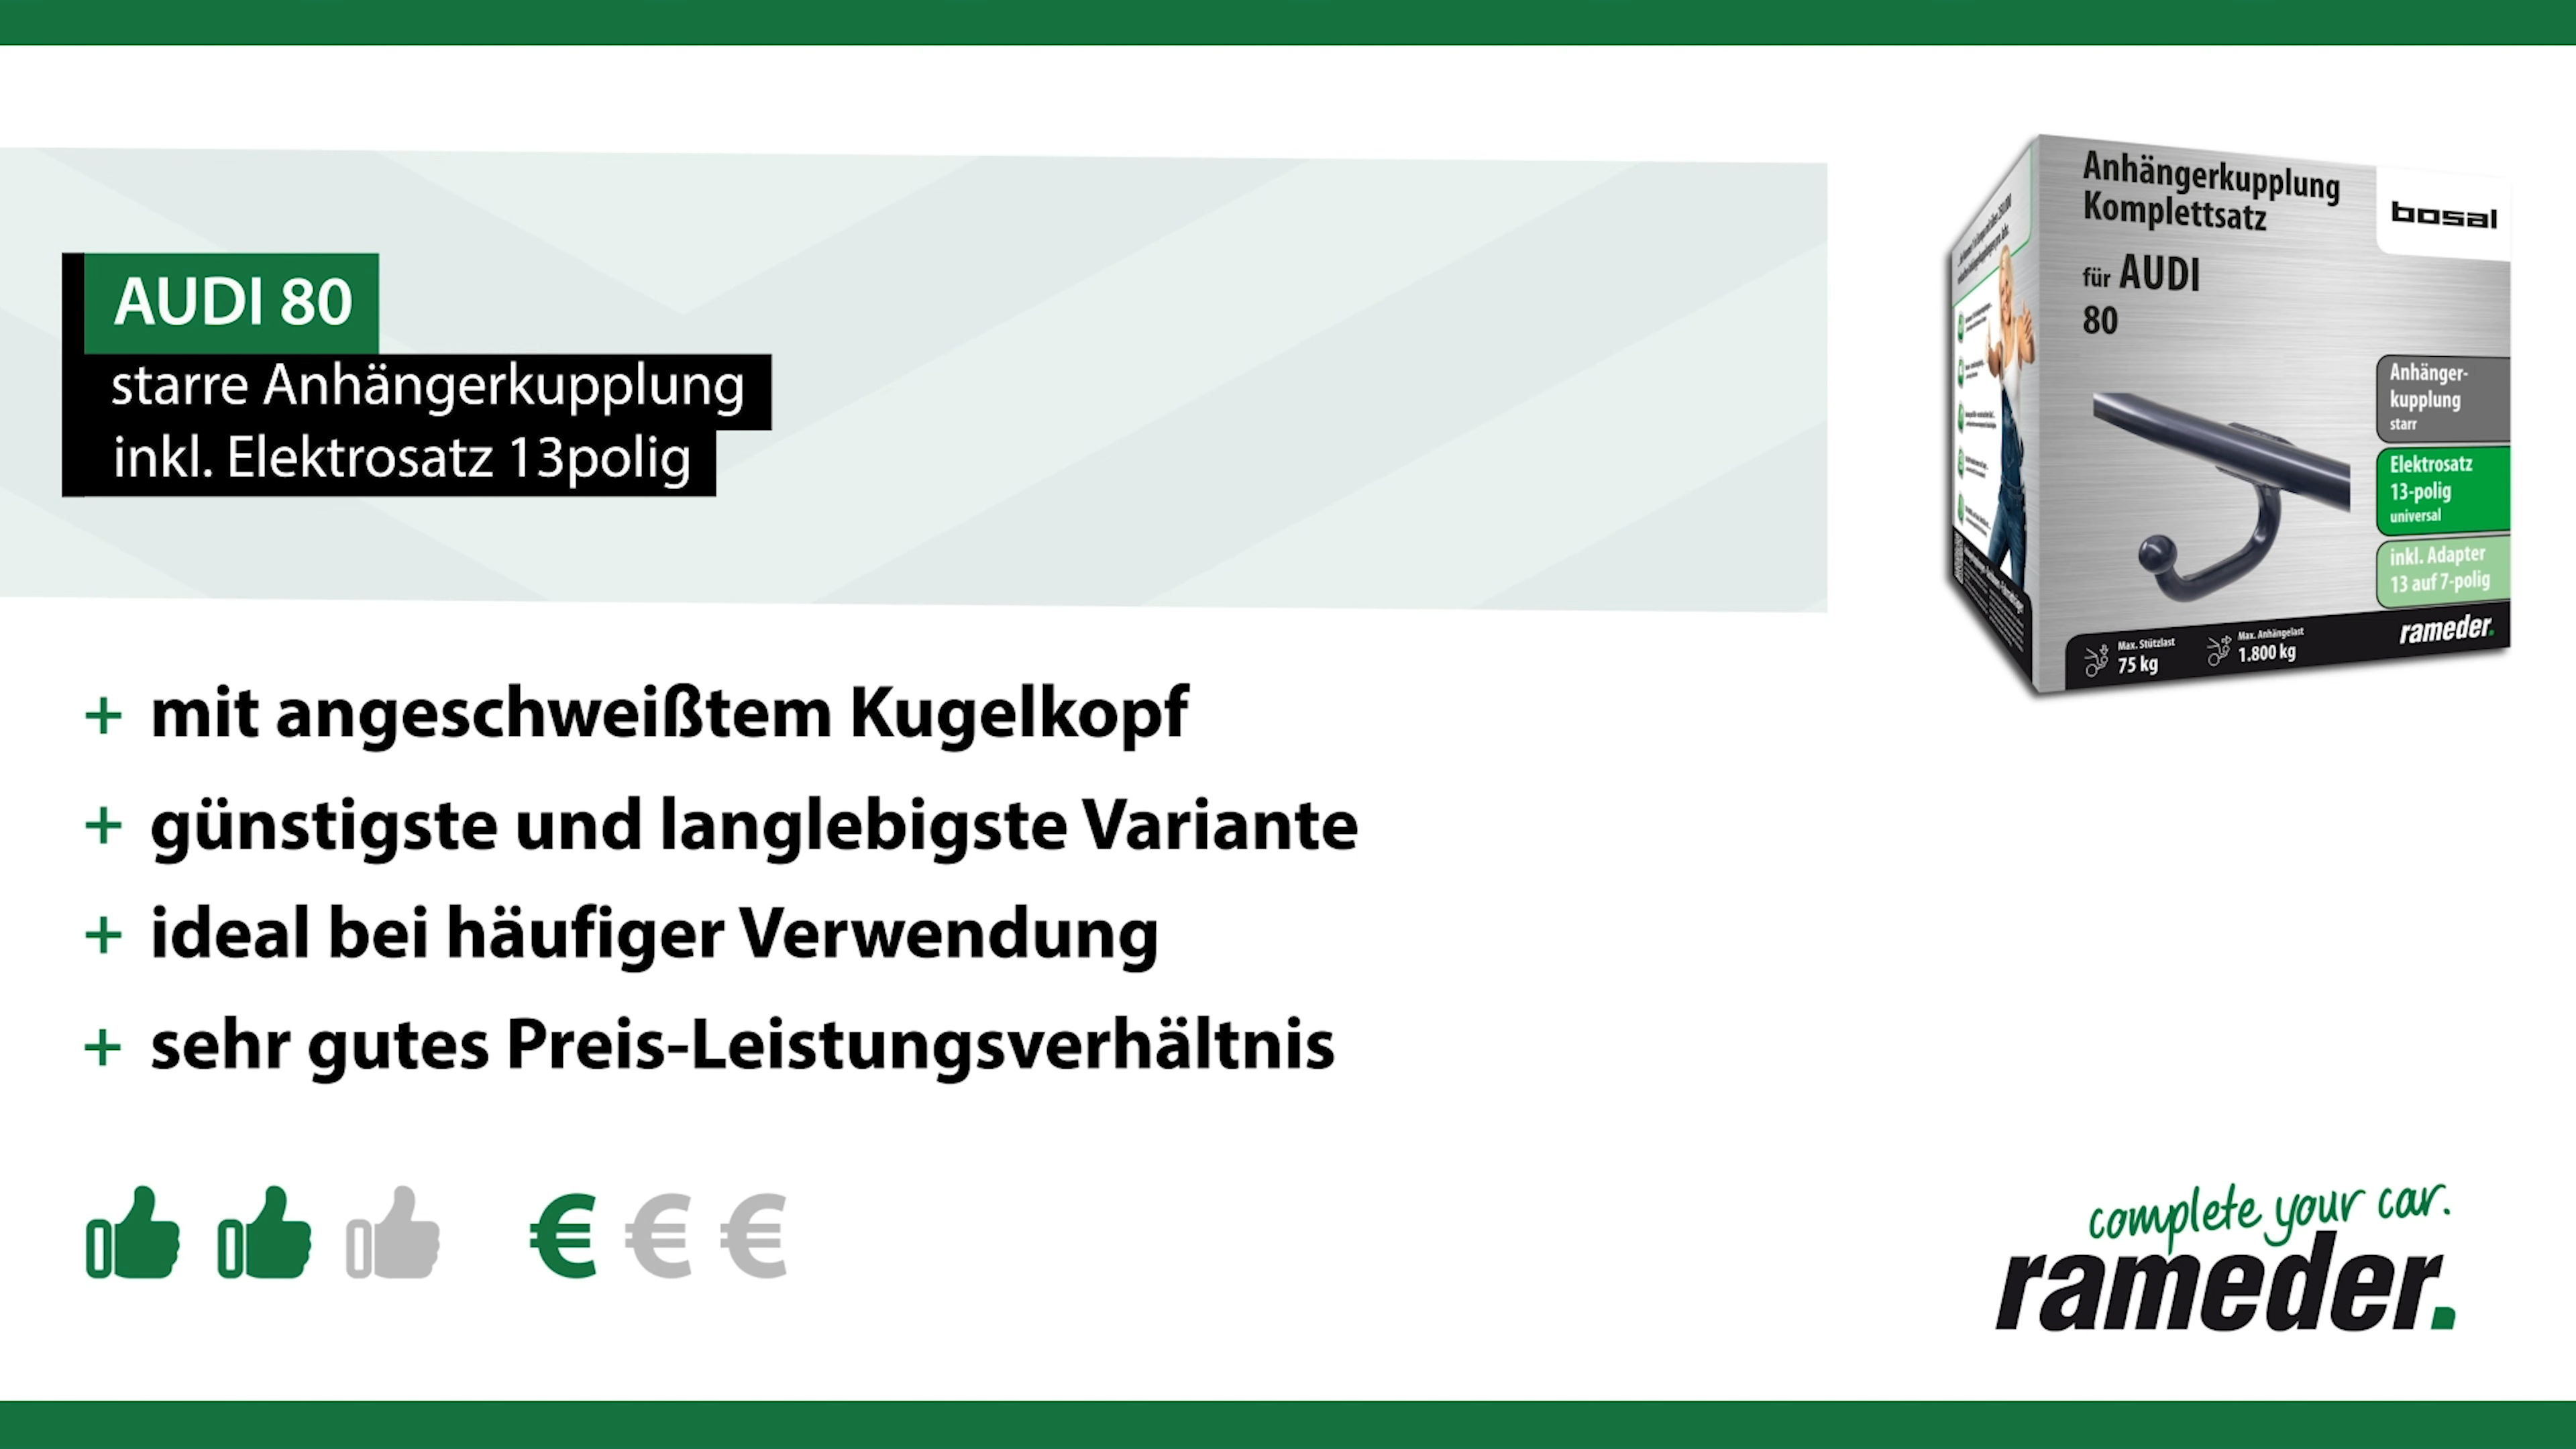 AUDI 80
starre Anhängerkupplung
inkl. Elektrosatz 13polig
+ mit angeschweißtem Kugelkopf
+ günstigste und langlebigste Variante
+ ideal bei häufiger Verwendung
+ sehr gutes Preis-Leistungsverhältnis
€ € €
Anhängerkupplung
Komplettsatz
für AUDI
80
bosal
Anhänger-
kupplung
starr
Elektrosatz
13-polig
universal
inkl. Adapter
13 auf 7-polig
Max. Stützlast
75 kg
Max. Anhängelast
1.800 kg
rameder.
complete your car.
rameder.